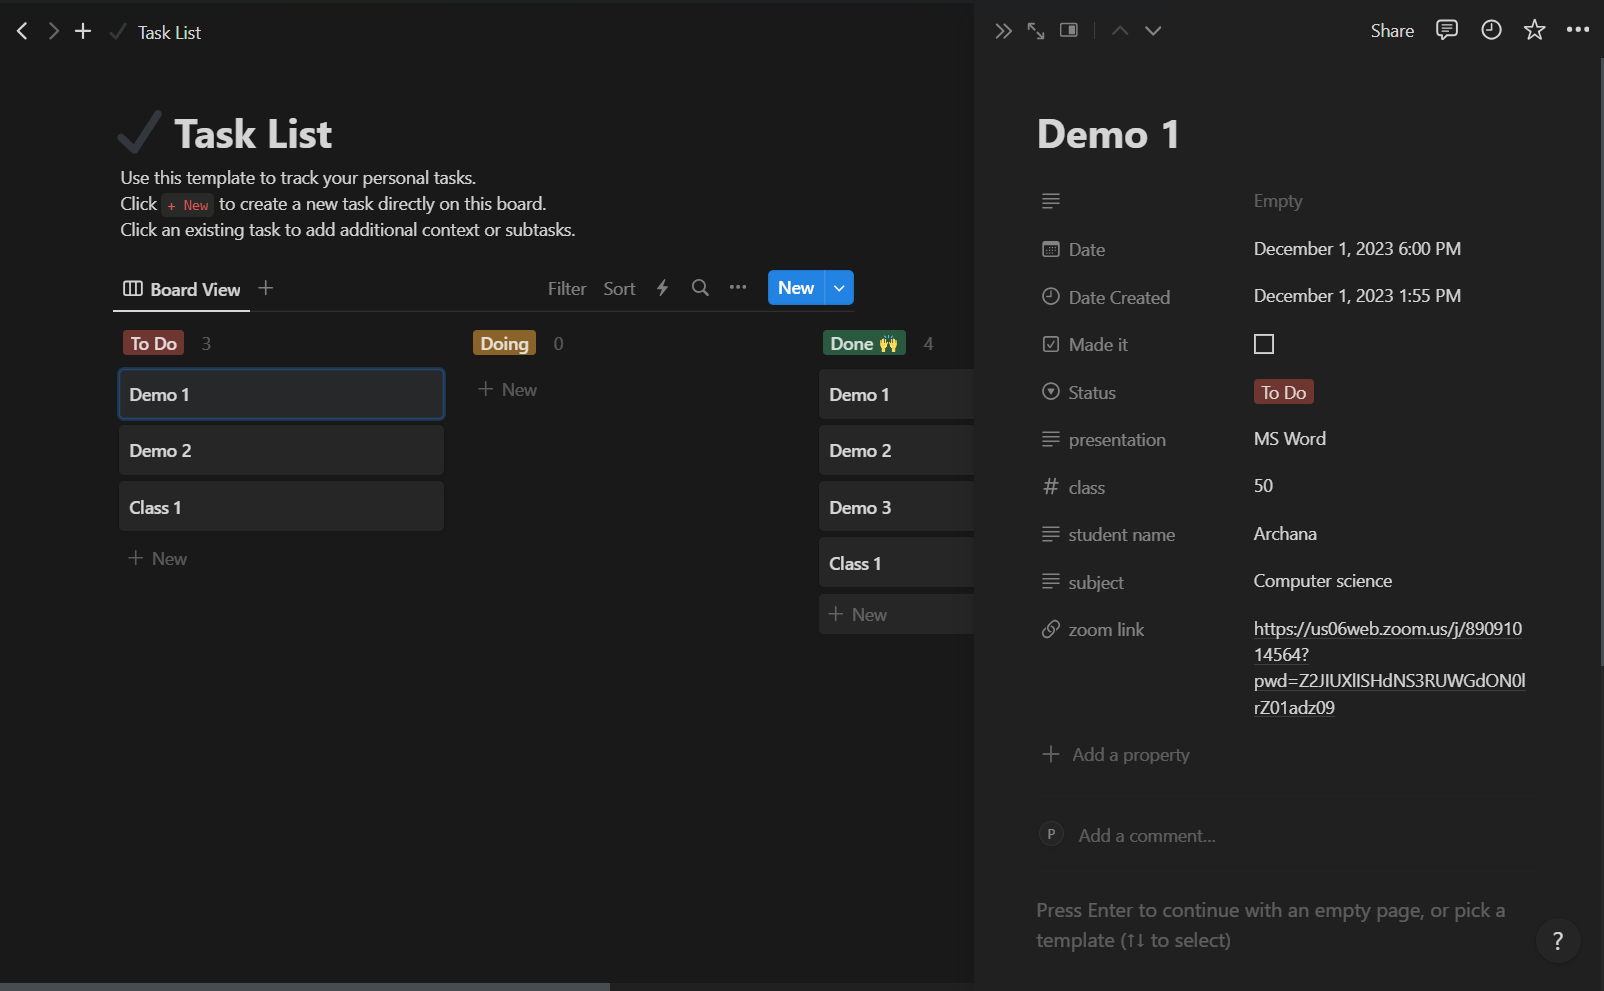 Task List
Task List
Use this template to track your personal tasks.
Click + New to create a new task directly on this board.
Click an existing task to add additional context or subtasks.
Board View
Filter Sort New
To Do 3
Demo 1
Demo 2
Class 1
+ New
Doing 0
+ New
Done 🙌 4
Demo 1
Demo 2
Demo 3
Class 1
+ New
Share
Demo 1
Empty
Date December 1, 2023 6:00 PM
Date Created December 1, 2023 1:55 PM
Made it
Status To Do
presentation MS Word
class 50
student name Archana
subject Computer science
zoom link https://us06web.zoom.us/j/890910
14564?
pwd=Z2JIUXlISHdNS3RUWGdON0l
rZ01adz09
+ Add a property
P Add a comment...
Press Enter to continue with an empty page, or pick a
template (↑↓ to select)
?